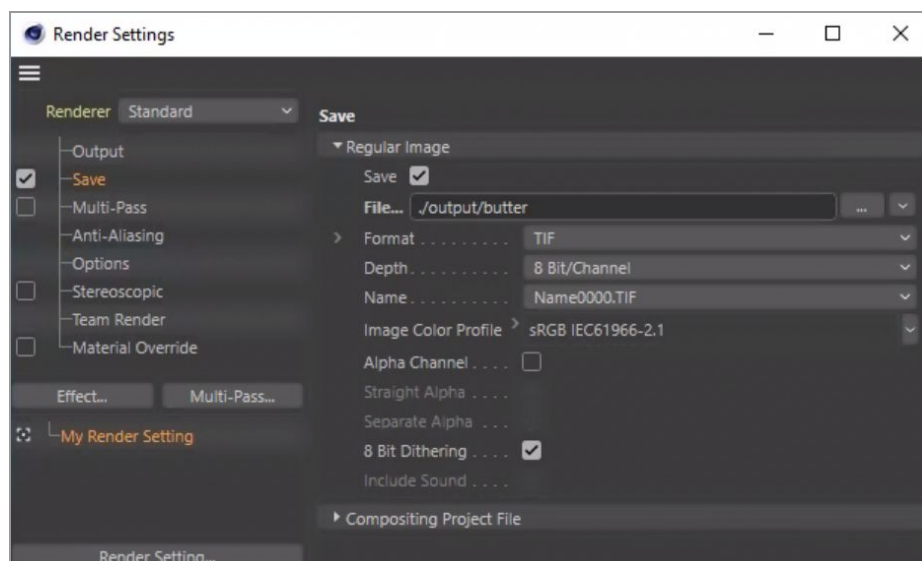 Render Settings
Renderer Standard
Output
Save
Multi-Pass
Anti-Aliasing
Options
Stereoscopic
Team Render
Material Override
Effect... Multi-Pass...
My Render Setting
Render Setting...
Save
Regular Image
Save
File... ./output/butter ...
Format . . . . . . . . . TIF
Depth . . . . . . . . . . 8 Bit/Channel
Name . . . . . . . . . . Name0000.TIF
Image Color Profile sRGB IEC61966-2.1
Alpha Channel . . . .
Straight Alpha . . . .
Separate Alpha . . .
8 Bit Dithering . . . .
Include Sound . . . .
Compositing Project File